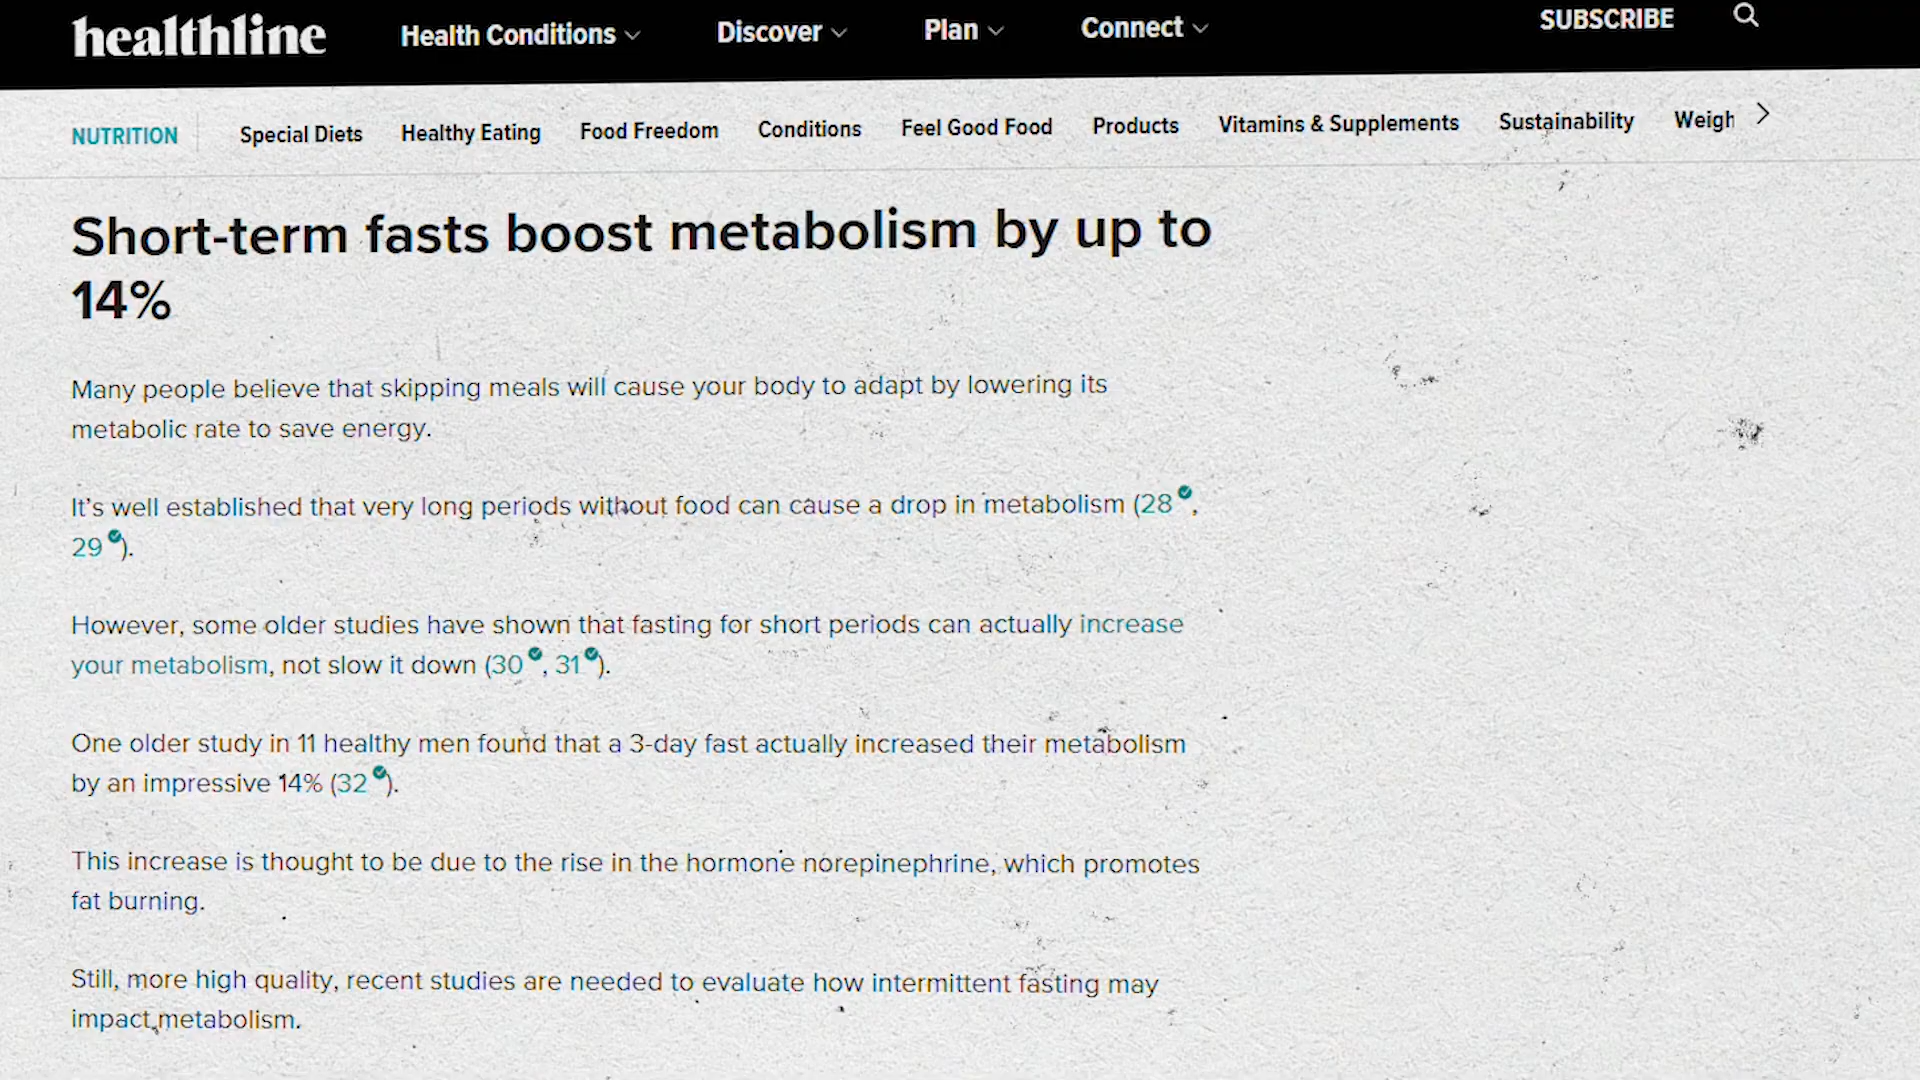 healthline Health Conditions Discover Plan Connect SUBSCRIBE
NUTRITION Special Diets Healthy Eating Food Freedom Conditions Feel Good Food Products Vitamins & Supplements Sustainability Weigh
Short-term fasts boost metabolism by up to
14%
Many people believe that skipping meals will cause your body to adapt by lowering its
metabolic rate to save energy.
It's well established that very long periods without food can cause a drop in metabolism (28,
29).
However, some older studies have shown that fasting for short periods can actually increase
your metabolism, not slow it down (30, 31).
One older study in 11 healthy men found that a 3-day fast actually increased their metabolism
by an impressive 14% (32).
This increase is thought to be due to the rise in the hormone norepinephrine, which promotes
fat burning.
Still, more high quality, recent studies are needed to evaluate how intermittent fasting may
impact metabolism.